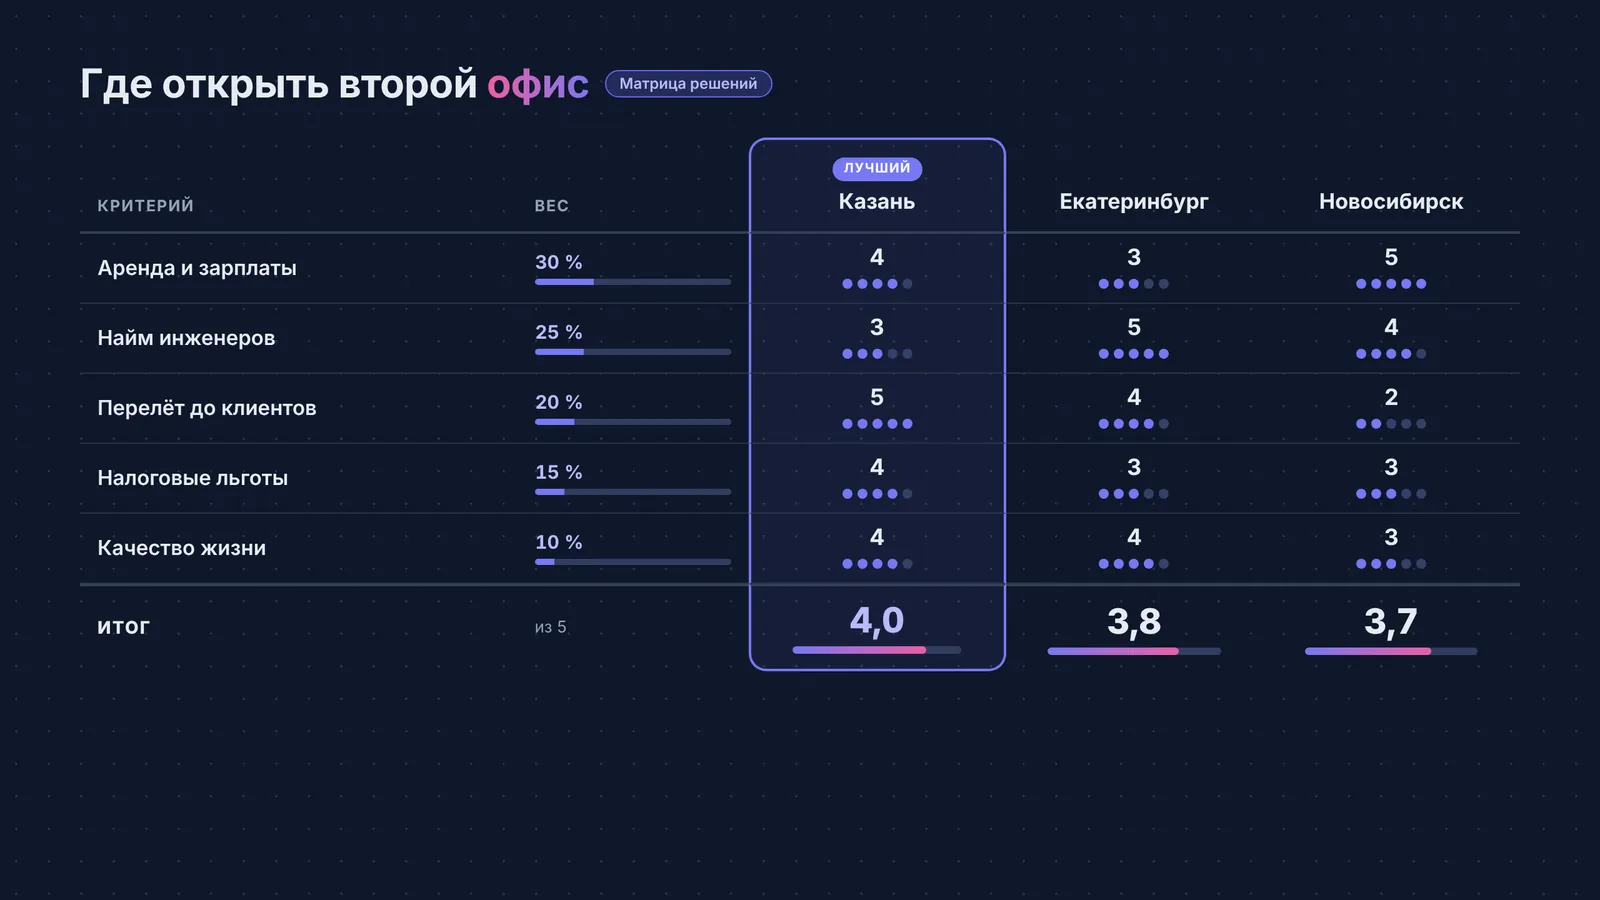 Где открыть второй офис
Матрица решений
КРИТЕРИЙ ВЕС ЛУЧШИЙ Казань Екатеринбург Новосибирск
Аренда и зарплаты 30 % 4 3 5
Найм инженеров 25 % 3 5 4
Перелёт до клиентов 20 % 5 4 2
Налоговые льготы 15 % 4 3 3
Качество жизни 10 % 4 4 3
ИТОГ из 5 4,0 3,8 3,7